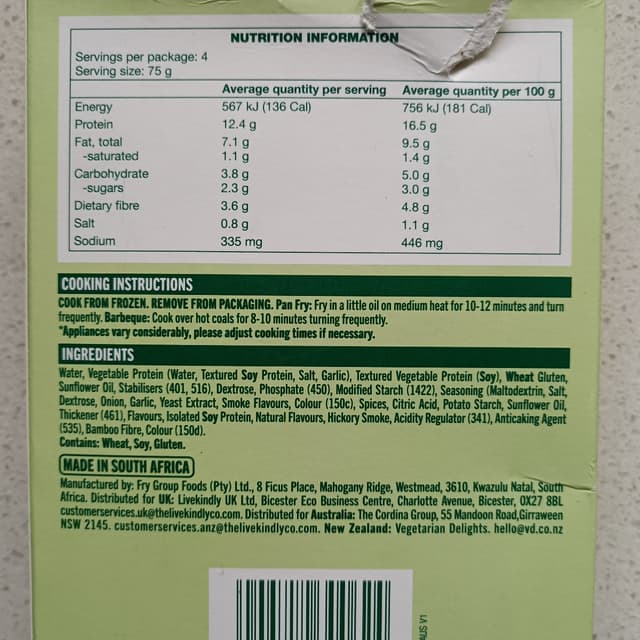 NUTRITION INFORMATION
Servings per package: 4
Serving size: 75 g
Average quantity per serving Average quantity per 100 g
Energy 567 kJ (136 Cal) 756 kJ (181 Cal)
Protein 12.4 g 16.5 g
Fat, total 7.1 g 9.5 g
-saturated 1.1 g 1.4 g
Carbohydrate 3.8 g 5.0 g
-sugars 2.3 g 3.0 g
Dietary fibre 3.6 g 4.8 g
Salt 0.8 g 1.1 g
Sodium 335 mg 446 mg
COOKING INSTRUCTIONS
COOK FROM FROZEN. REMOVE FROM PACKAGING. Pan Fry: Fry in a little oil on medium heat for 10-12 minutes and turn
frequently. Barbeque: Cook over hot coals for 8-10 minutes turning frequently.
*Appliances vary considerably, please adjust cooking times if necessary.
INGREDIENTS
Water, Vegetable Protein (Water, Textured Soy Protein, Salt, Garlic), Textured Vegetable Protein (Soy), Wheat Gluten,
Sunflower Oil, Stabilisers (401, 516), Dextrose, Phosphate (450), Modified Starch (1422), Seasoning (Maltodextrin, Salt,
Dextrose, Onion, Garlic, Yeast Extract, Smoke Flavours, Colour (150c), Spices, Citric Acid, Potato Starch, Sunflower Oil,
Thickener (461), Flavours, Isolated Soy Protein, Natural Flavours, Hickory Smoke, Acidity Regulator (341), Anticaking Agent
(535), Bamboo Fibre, Colour (150d).
Contains: Wheat, Soy, Gluten.
MADE IN SOUTH AFRICA
Manufactured by: Fry Group Foods (Pty) Ltd., 8 Ficus Place, Mahogany Ridge, Westmead, 3610, Kwazulu Natal, South
Africa. Distributed for UK: Livekindly UK Ltd, Bicester Eco Business Centre, Charlotte Avenue, Bicester, OX27 8BL
customerservices.uk@thelivekindlyco.com. Distributed for Australia: The Cordina Group, 55 Mandoon Road,Girraween
NSW 2145. customerservices.anz@thelivekindlyco.com. New Zealand: Vegetarian Delights. hello@vd.co.nz
AUS V1